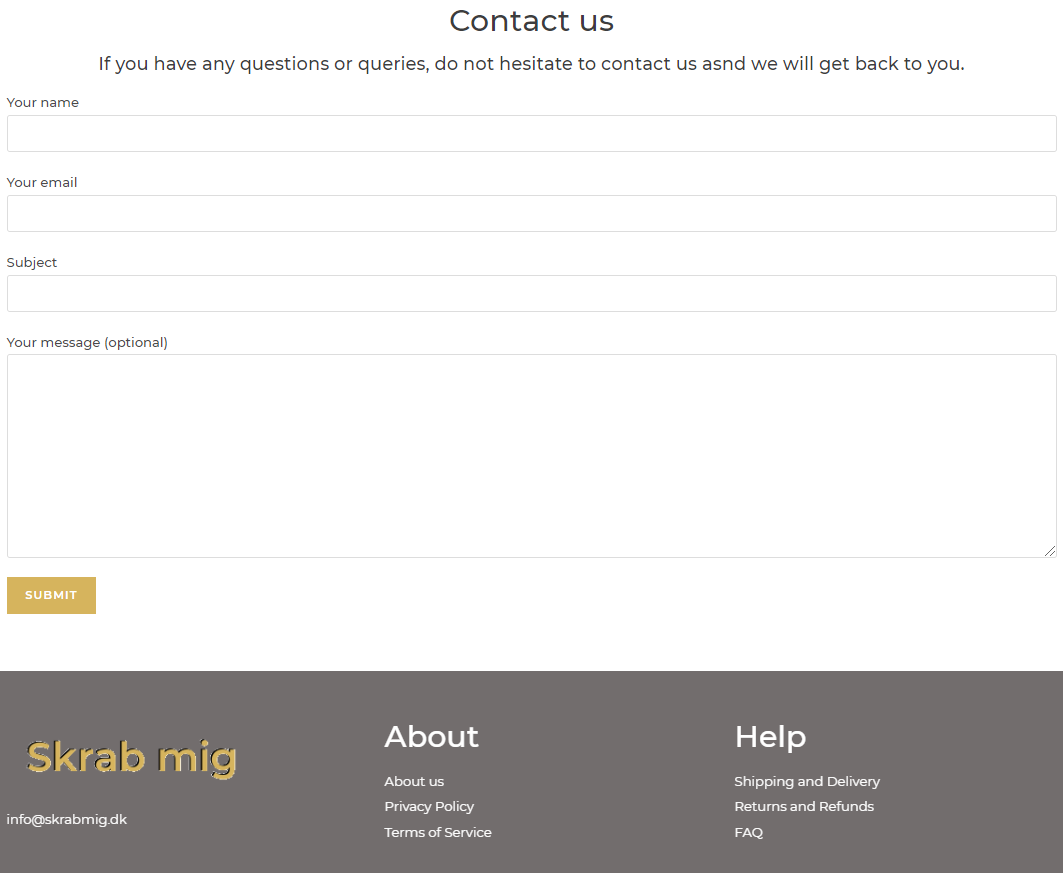 Contact us
If you have any questions or queries, do not hesitate to contact us asnd we will get back to you.
Your name
Your email
Subject
Your message (optional)
SUBMIT
Skrab mig
info@skrabmig.dk
About
About us
Privacy Policy
Terms of Service
Help
Shipping and Delivery
Returns and Refunds
FAQ